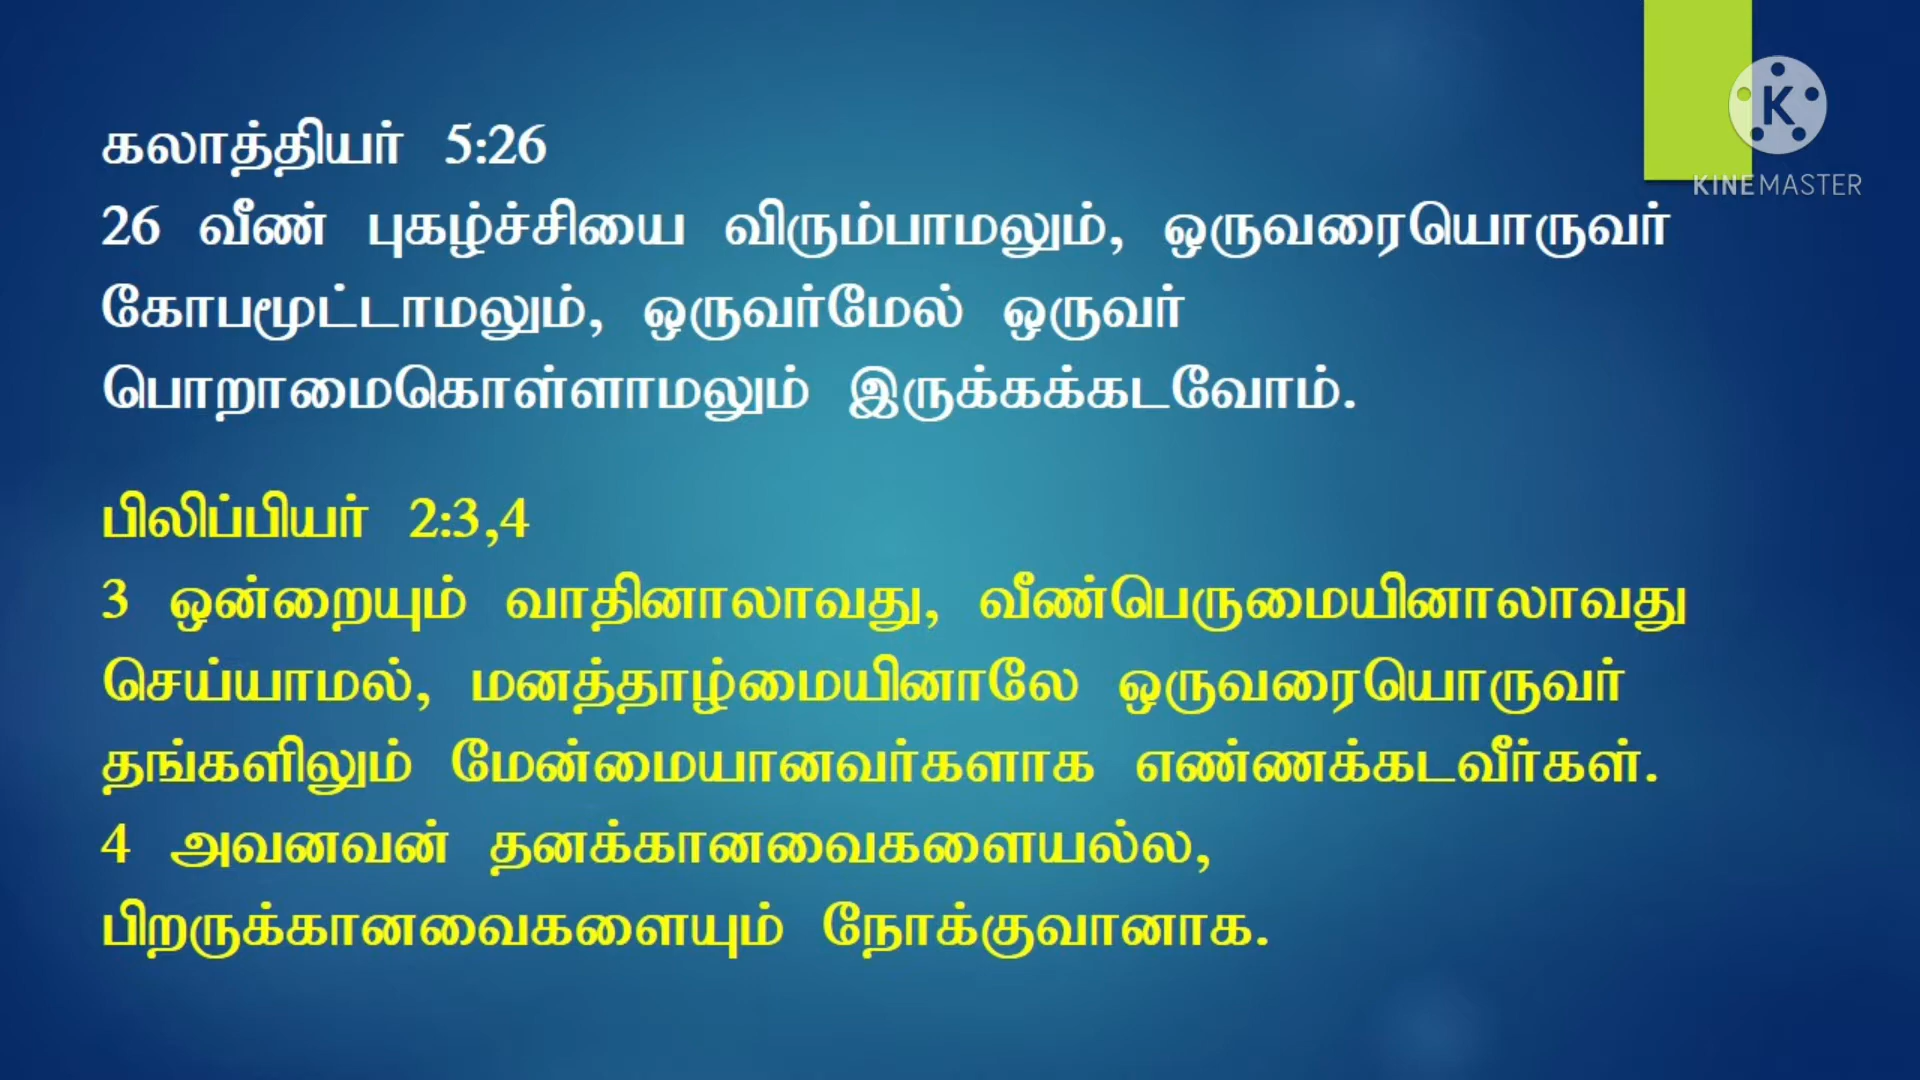 கலாத்தியர் 5:26
26 வீண் புகழ்ச்சியை விரும்பாமலும், ஒருவரையொருவர்
கோபமூட்டாமலும், ஒருவர்மேல் ஒருவர்
பொறாமைகொள்ளாமலும் இருக்கக்கடவோம்.
பிலிப்பியர் 2:3,4
3 ஒன்றையும் வாதினாலாவது, வீண்பெருமையினாலாவது
செய்யாமல், மனத்தாழ்மையினாலே ஒருவரையொருவர்
தங்களிலும் மேன்மையானவர்களாக எண்ணக்கடவீர்கள்.
4 அவனவன் தனக்கானவைகளையல்ல,
பிறருக்கானவைகளையும் நோக்குவானாக.
K
KINEMASTER